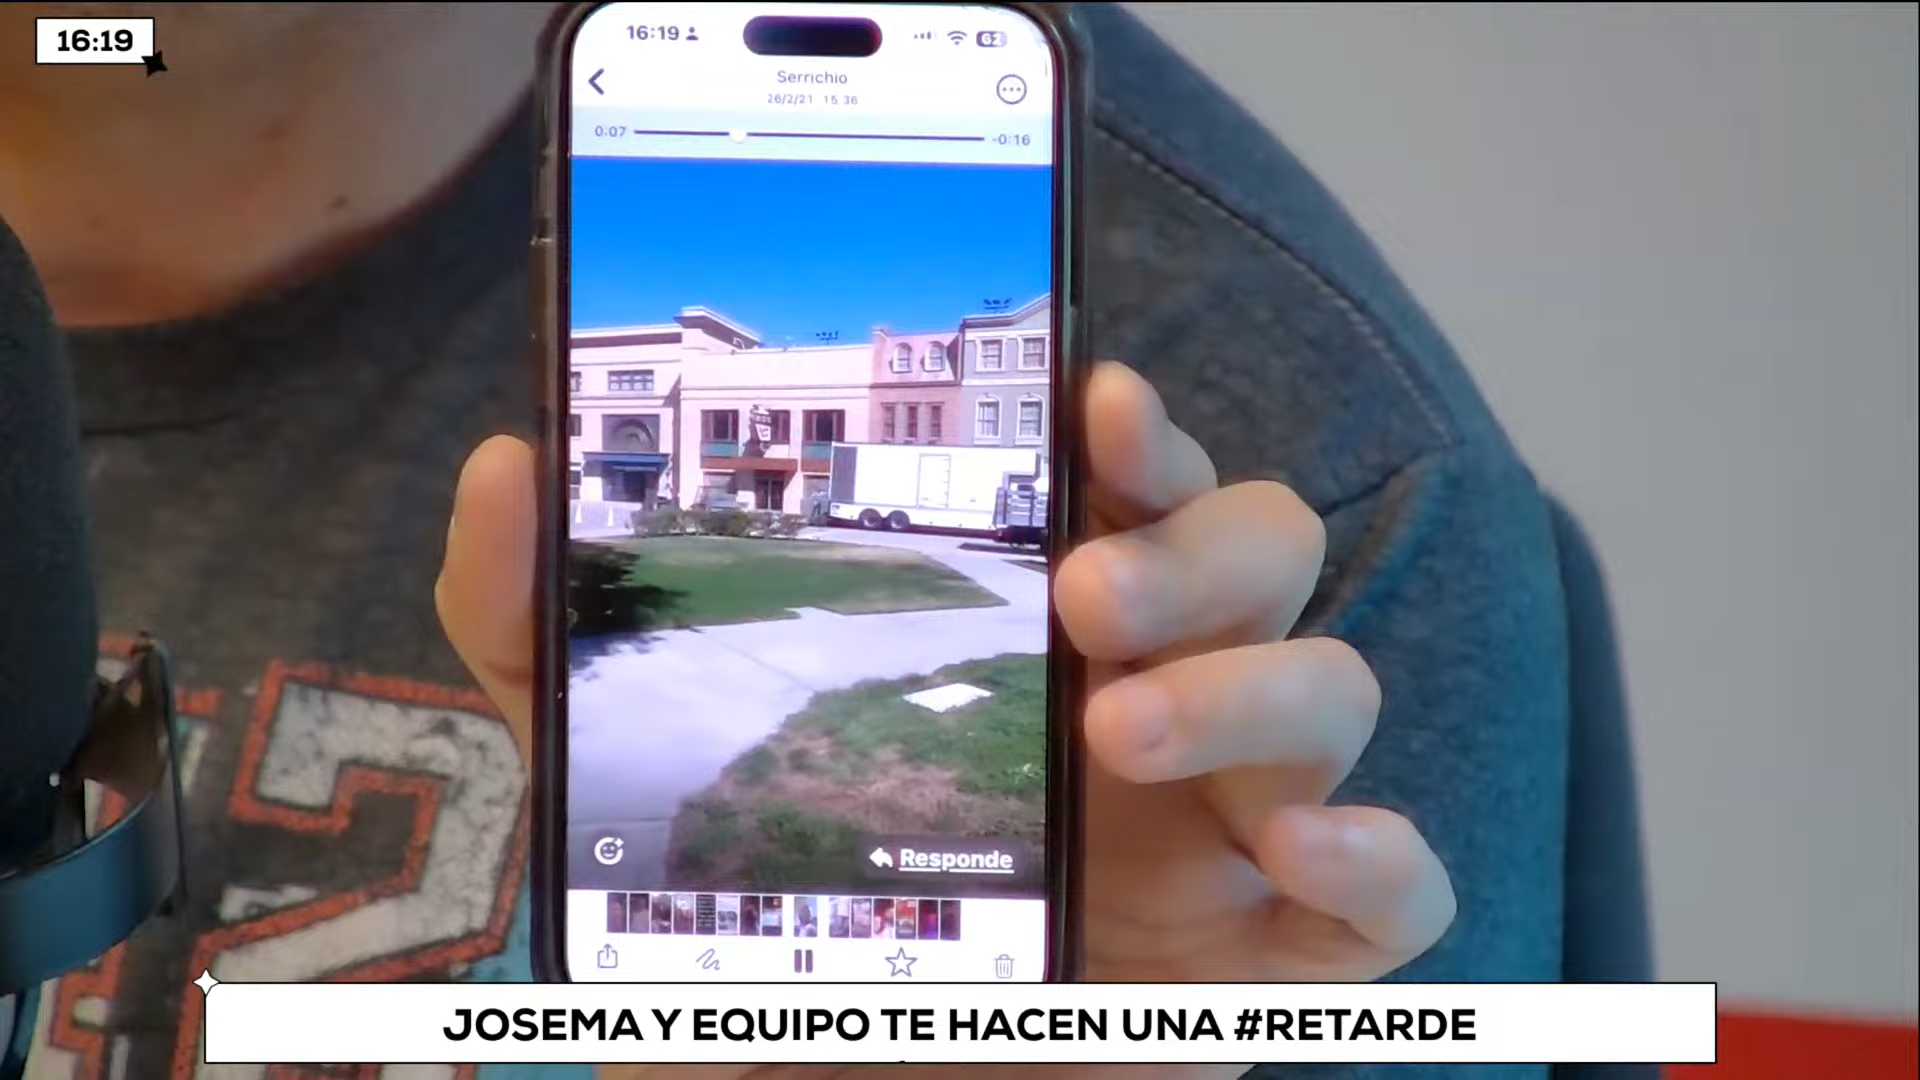 16:19
16:19
62
Serrichio
26/2/21 15:36
0:07
-0:16
Responde
JOSEMA Y EQUIPO TE HACEN UNA #RETARDE